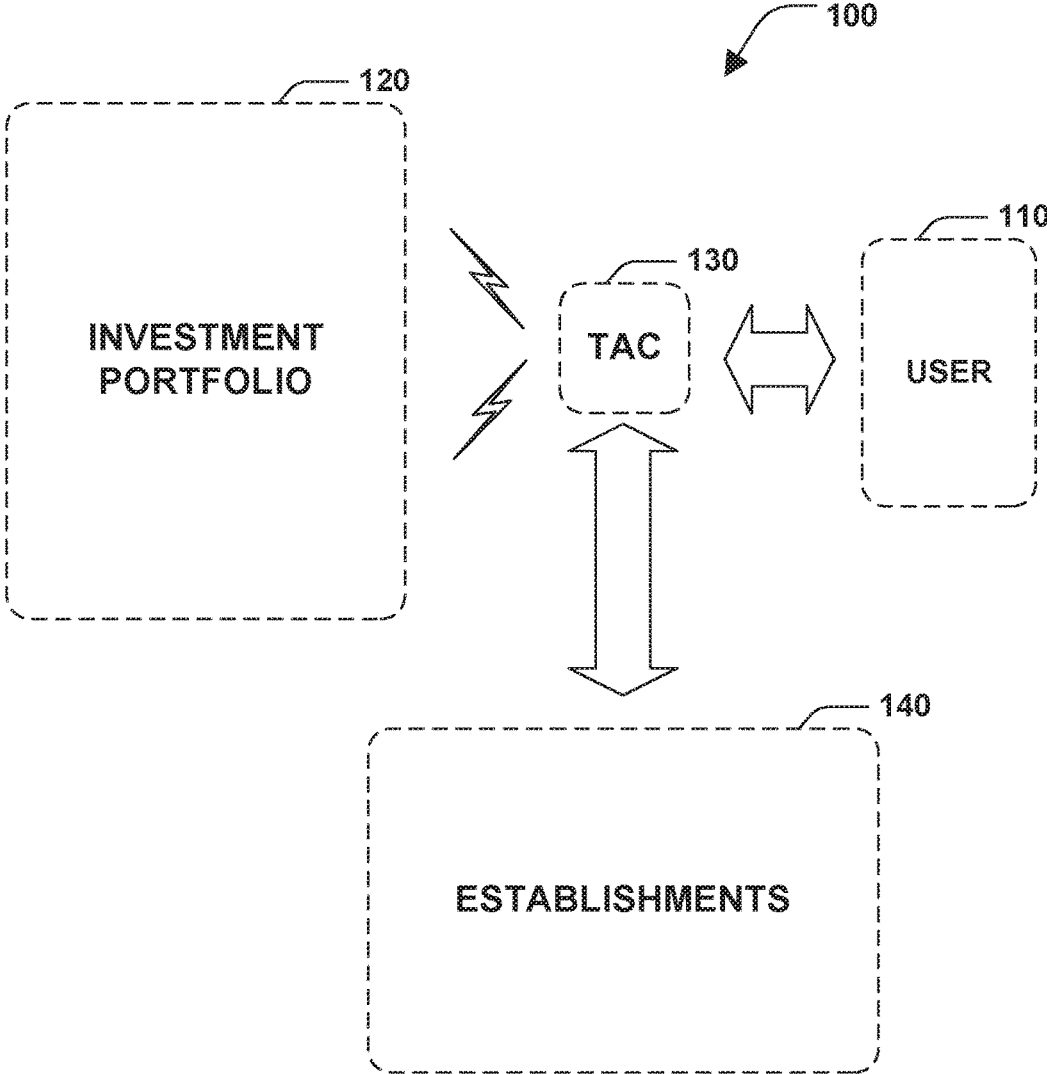 100
120
110
130
INVESTMENT
PORTFOLIO
TAC
USER
140
ESTABLISHMENTS